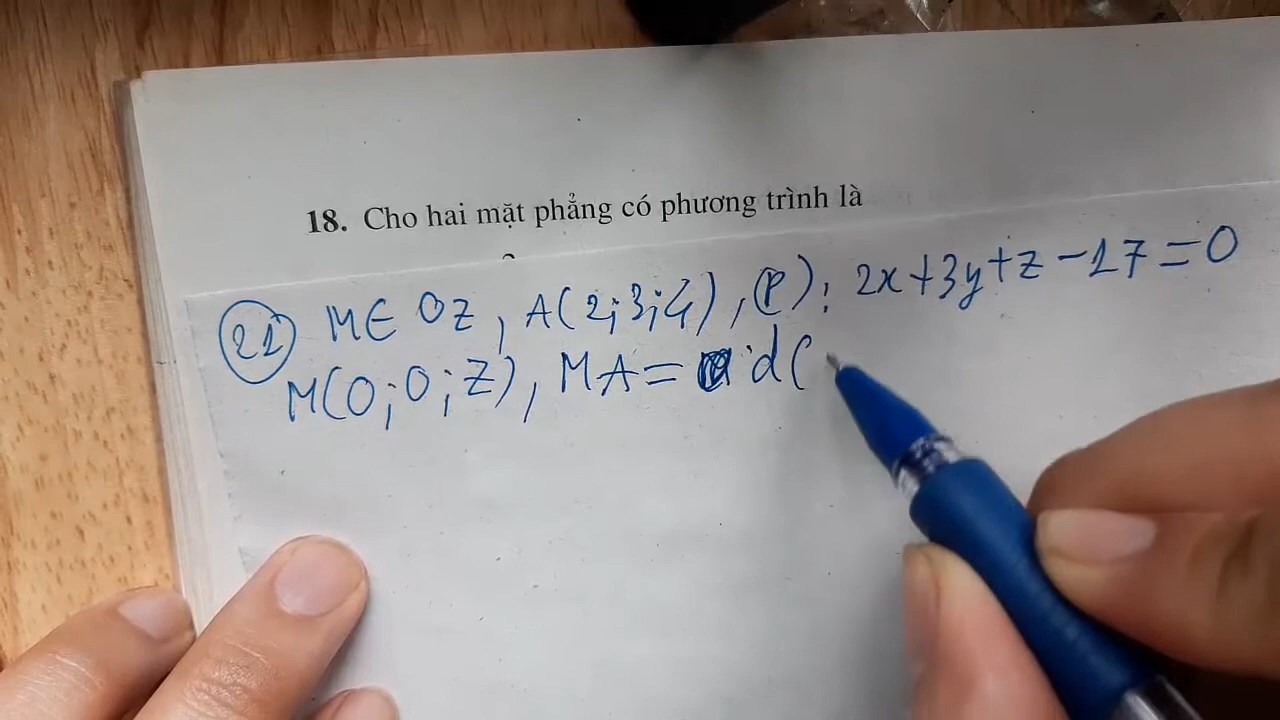 18. Cho hai mặt phẳng có phương trình là
21 M∈ Oz, A(2;3;4), (P): 2x+3y+z-17=0
M(0;0;z), MA= d(